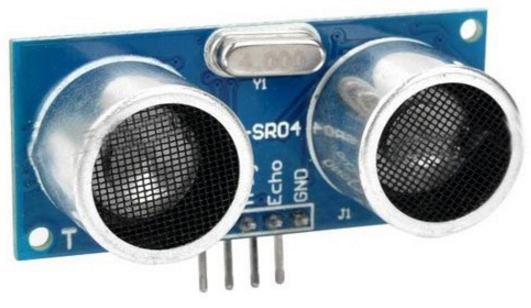 4.000
Y1
-SR04
Echo
GND
J1
T